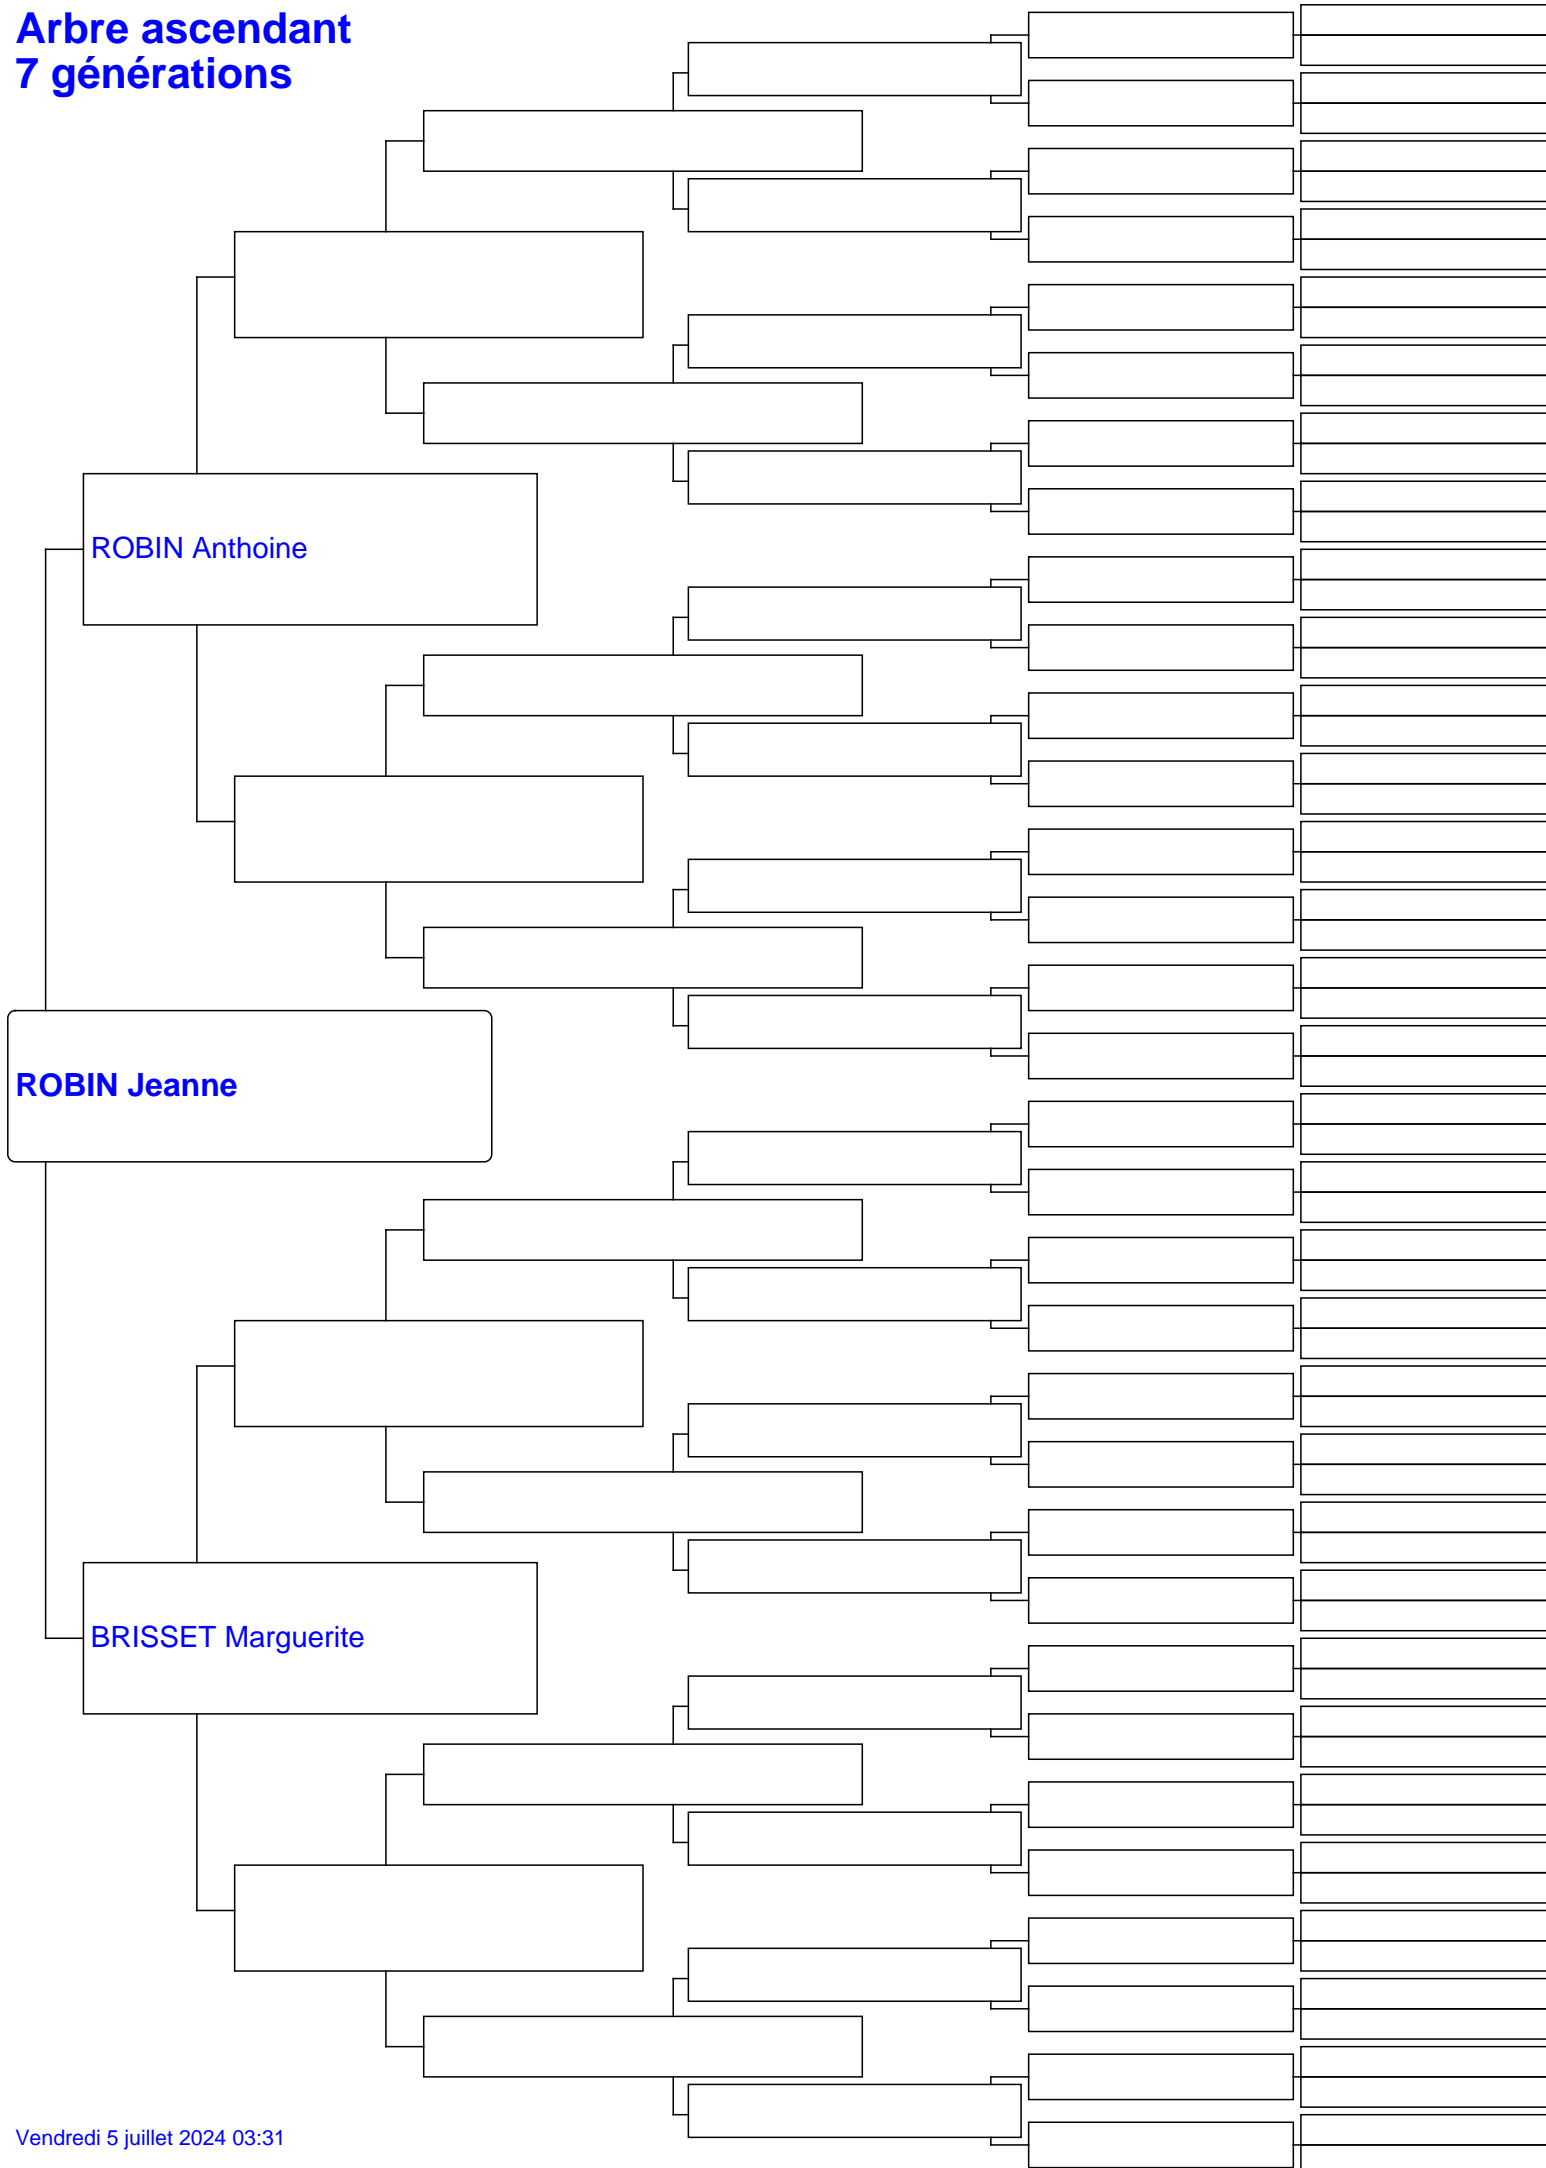 Arbre ascendant
7 générations
ROBIN Anthoine
ROBIN Jeanne
BRISSET Marguerite
Vendredi 5 juillet 2024 03:31